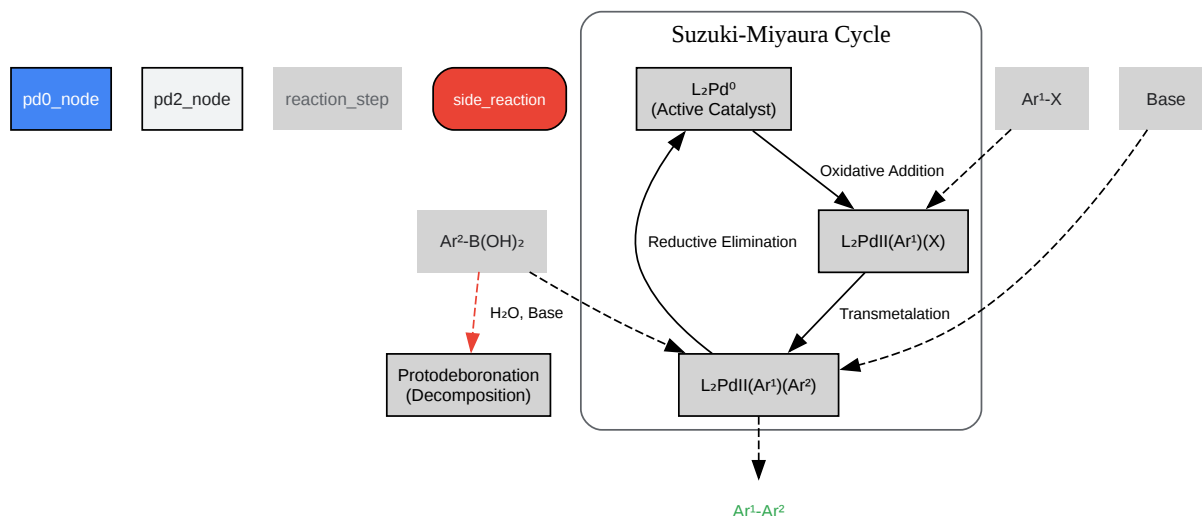 Suzuki-Miyaura Cycle
pd0_node
pd2_node
reaction_step
side_reaction
L₂Pd⁰
(Active Catalyst)
Ar¹-X
Base
Oxidative Addition
Ar²-B(OH)₂
Reductive Elimination
L₂PdII(Ar¹)(X)
H₂O, Base
Transmetalation
Protodeboronation
(Decomposition)
L₂PdII(Ar¹)(Ar²)
Ar¹-Ar²